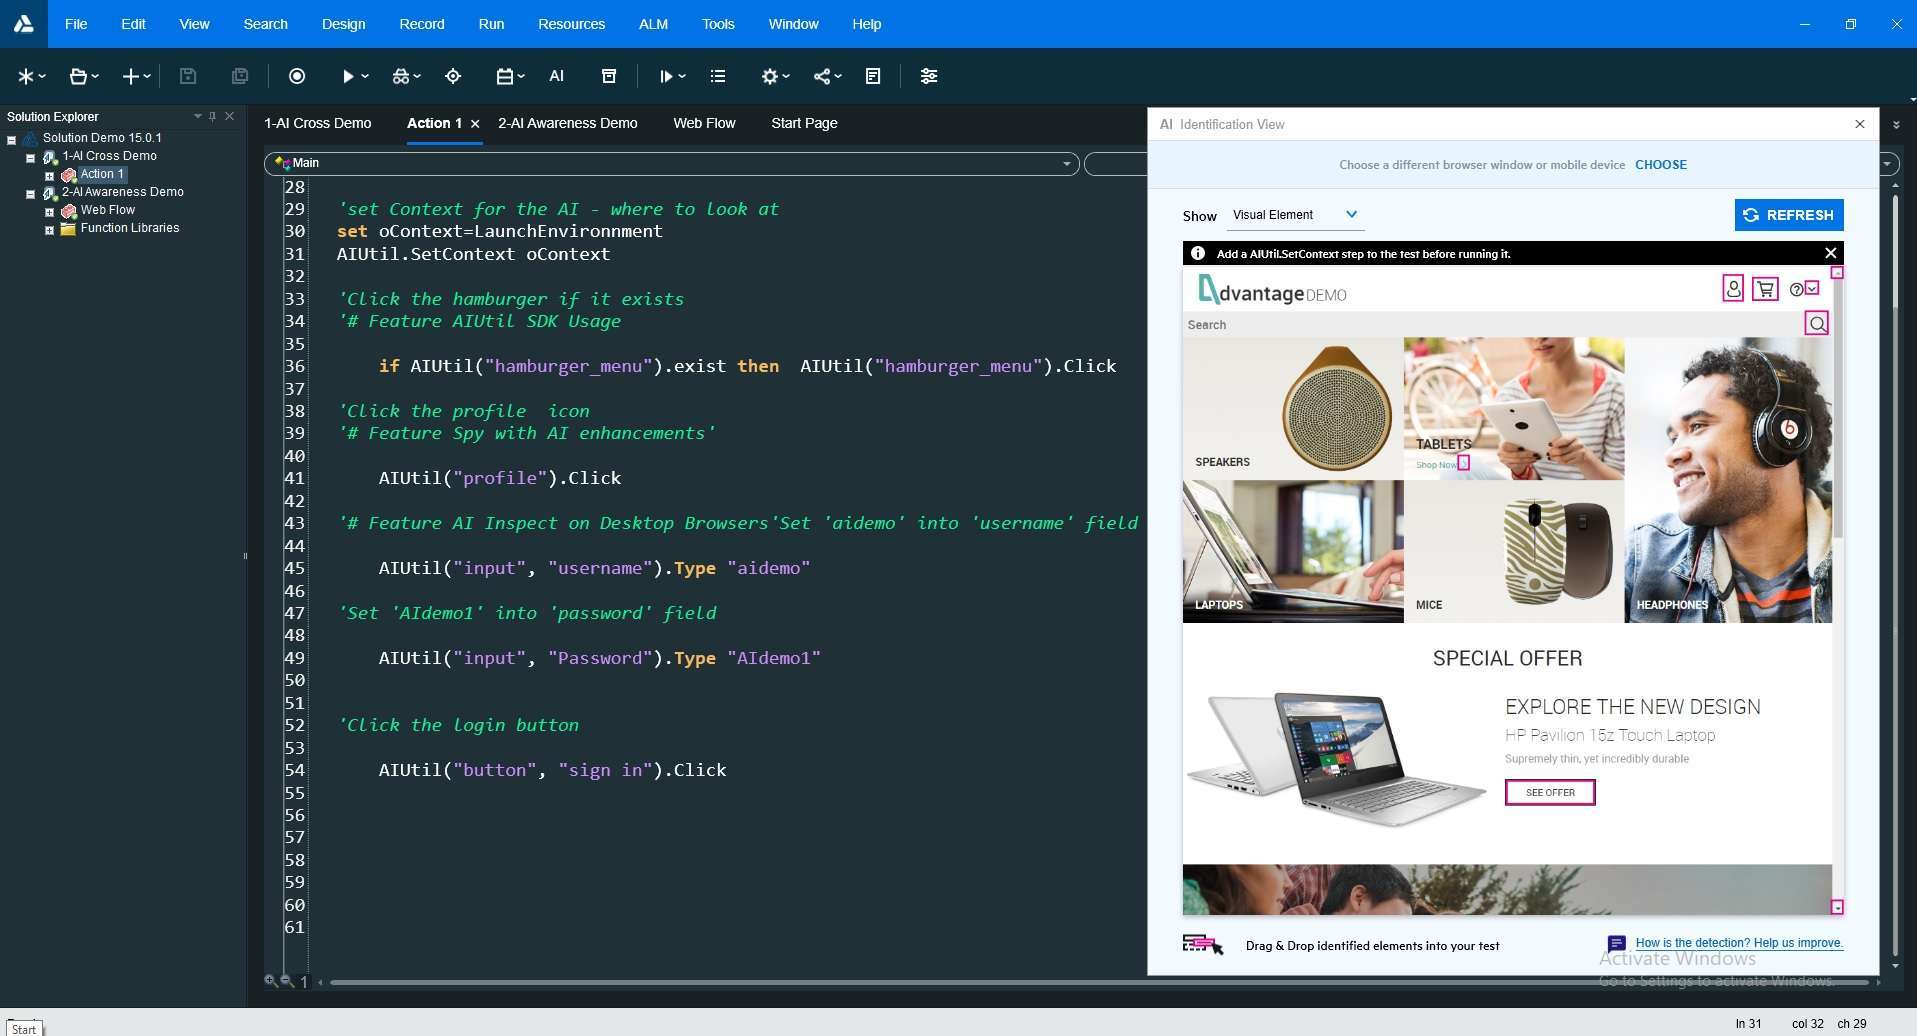 File Edit View Search Design Record Run Resources ALM Tools Window Help
AI
Solution Explorer
Solution Demo 15.0.1
1-AI Cross Demo
Action 1
2-AI Awareness Demo
Web Flow
Function Libraries
1-AI Cross Demo Action 1 2-AI Awareness Demo Web Flow Start Page
Main
28
29 'set Context for the AI - where to look at
30 set oContext=LaunchEnvironnment
31 AIUtil.SetContext oContext
32
33 'Click the hamburger if it exists
34 '# Feature AIUtil SDK Usage
35
36 if AIUtil("hamburger_menu").exist then AIUtil("hamburger_menu").Click
37
38 'Click the profile icon
39 '# Feature Spy with AI enhancements'
40
41 AIUtil("profile").Click
42
43 '# Feature AI Inspect on Desktop Browsers'Set 'aidemo' into 'username' field
44
45 AIUtil("input", "username").Type "aidemo"
46
47 'Set 'AIdemo1' into 'password' field
48
49 AIUtil("input", "Password").Type "AIdemo1"
50
51
52 'Click the login button
53
54 AIUtil("button", "sign in").Click
55
56
57
58
59
60
61
1
AI Identification View
Choose a different browser window or mobile device CHOOSE
Show Visual Element REFRESH
Add a AIUtil.SetContext step to the test before running it.
dvantage DEMO
Search
SPEAKERS
TABLETS
Shop Now
LAPTOPS
MICE
HEADPHONES
SPECIAL OFFER
EXPLORE THE NEW DESIGN
HP Pavilion 15z Touch Laptop
Supremely thin, yet incredibly durable
SEE OFFER
Drag & Drop identified elements into your test
How is the detection? Help us improve.
Activate Windows
Go to Settings to activate Windows.
Start
ln 31 col 32 ch 29